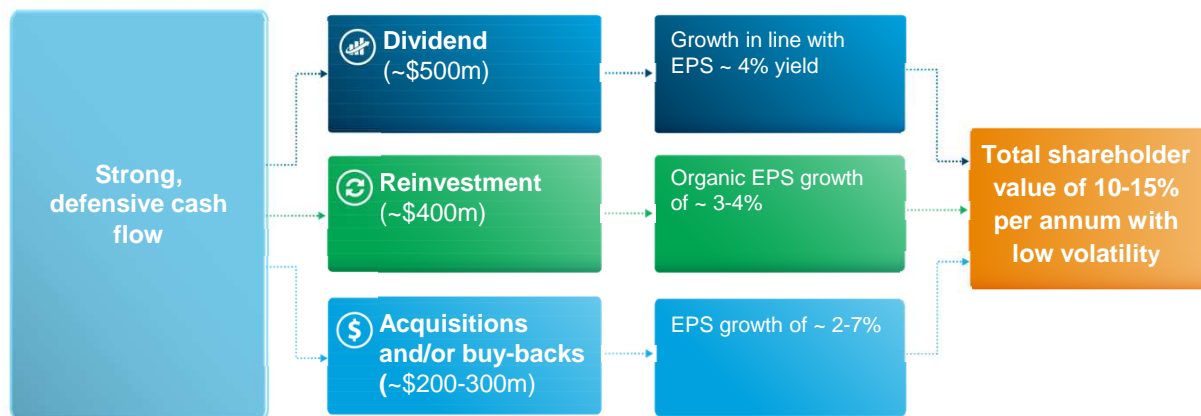 Strong,
defensive cash
flow
Dividend
(~$500m)
Growth in line with
EPS ~ 4% yield
Reinvestment
(~$400m)
Organic EPS growth
of ~ 3-4%
$
Acquisitions
and/or buy-backs
(~$200-300m)
EPS growth of ~ 2-7%
Total shareholder
value of 10-15%
per annum with
low volatility